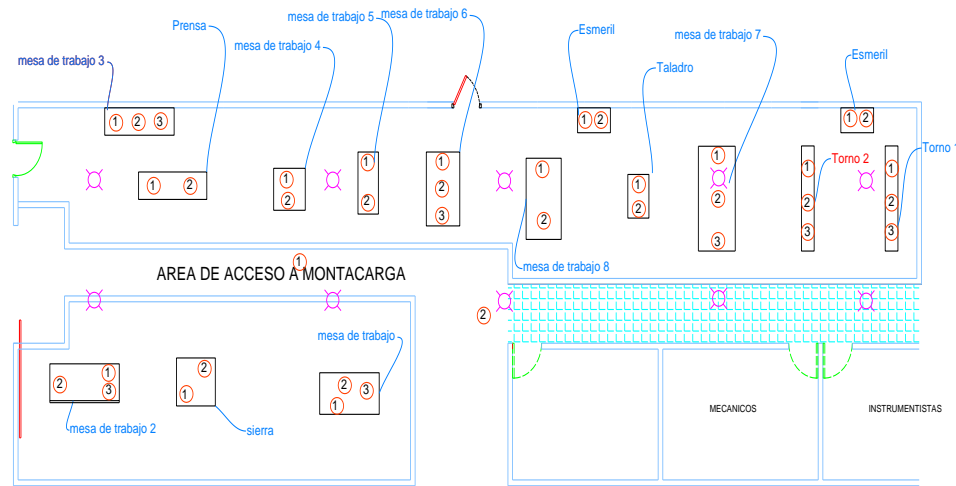 mesa de trabajo 5
mesa de trabajo 6
Prensa
Esmeril
mesa de trabajo 7
mesa de trabajo 4
Esmeril
mesa de trabajo 3
Taladro
1 2 3
1 2
1 2
Torno 1
Torno 2
1 2
1 2
1 2
1 2 3
1 2
1 2
1 2 3
1 2 3
1 2 3
mesa de trabajo 8
1
AREA DE ACCESO A MONTACARGA
2
mesa de trabajo
2 1 3
2 1
2 3 1
MECANICOS
INSTRUMENTISTAS
mesa de trabajo 2
sierra